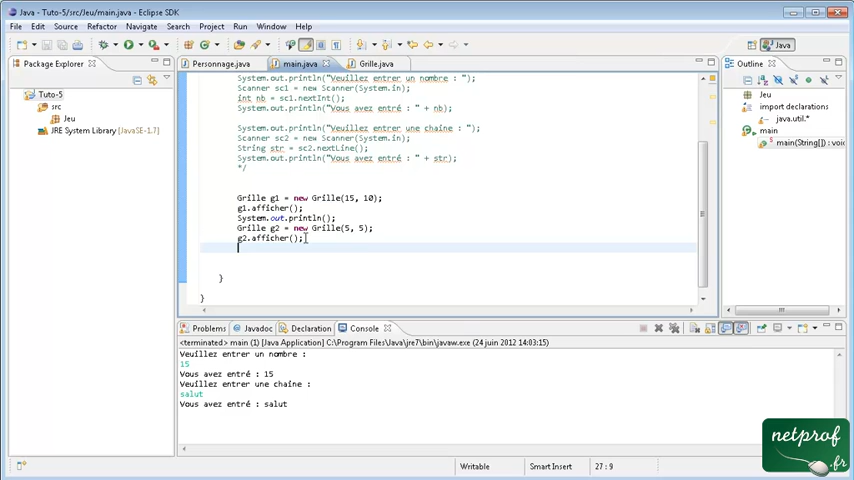 Java - Tuto-5/src/Jeu/main.java - Eclipse SDK
File Edit Source Refactor Navigate Search Project Run Window Help
Java
Package Explorer
Personnage.java main.java Grille.java
Outline
Tuto-5
src
Jeu
JRE System Library [JavaSE-1.7]
System.out.println("Veuillez entrer un nombre : ");
Scanner sc1 = new Scanner(System.in);
int nb = sc1.nextInt();
System.out.println("Vous avez entré : " + nb);
System.out.println("Veuillez entrer une chaîne : ");
Scanner sc2 = new Scanner(System.in);
String str = sc2.nextLine();
System.out.println("Vous avez entré : " + str);
*/
Grille g1 = new Grille(15, 10);
g1.afficher();
System.out.println();
Grille g2 = new Grille(5, 5);
g2.afficher();
}
}
Jeu
import declarations
java.util.*
main
main(String[]) : voi
Problems Javadoc Declaration Console
<terminated> main (1) [Java Application] C:\Program Files\Java\jre7\bin\javaw.exe (24 juin 2012 14:03:15)
Veuillez entrer un nombre :
15
Vous avez entré : 15
Veuillez entrer une chaîne :
salut
Vous avez entré : salut
Writable Smart Insert 27 : 9
netprof
.fr